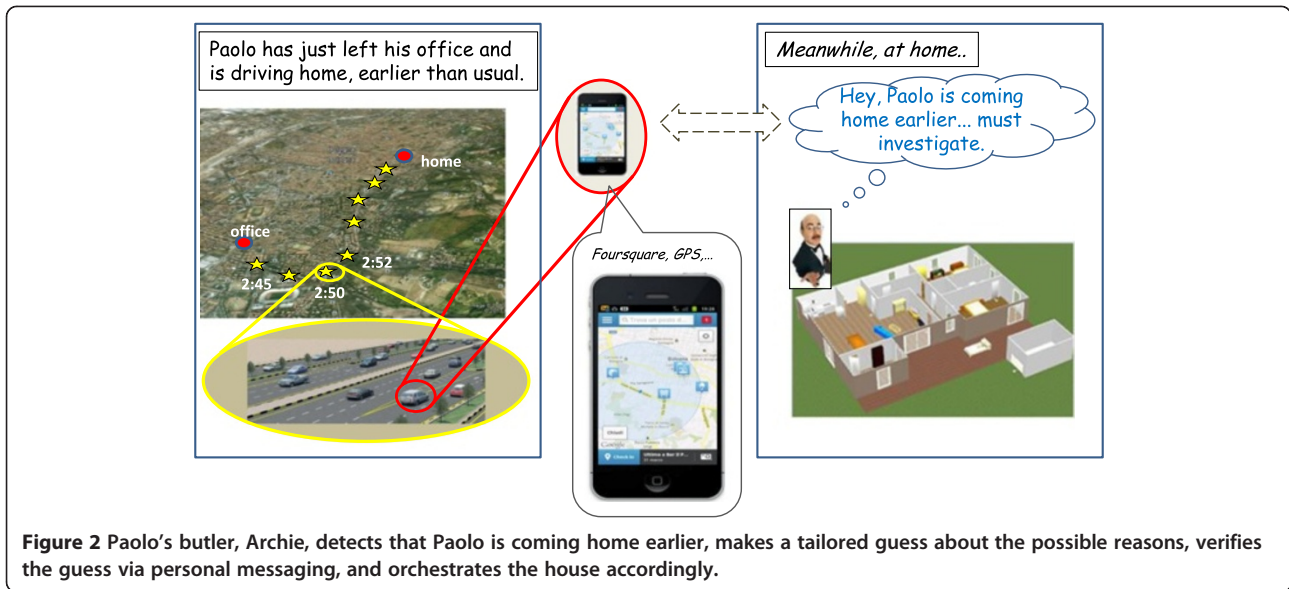 Paolo has just left his office and
is driving home, earlier than usual.
home
office
2:52
2:45
2:50
Foursquare, GPS,...
Meanwhile, at home..
Hey, Paolo is coming
home earlier... must
investigate.
Figure 2 Paolo's butler, Archie, detects that Paolo is coming home earlier, makes a tailored guess about the possible reasons, verifies
the guess via personal messaging, and orchestrates the house accordingly.